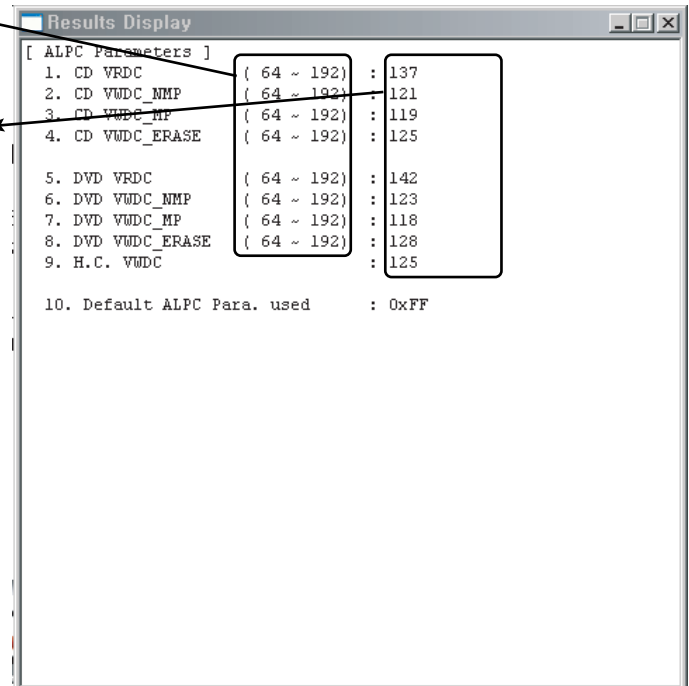 Results Display
[ ALPC Parameters ]
1. CD VRDC ( 64 ~ 192) : 137
2. CD VWDC_NMP ( 64 ~ 192) : 121
3. CD VWDC_MP ( 64 ~ 192) : 119
4. CD VWDC_ERASE ( 64 ~ 192) : 125
5. DVD VRDC ( 64 ~ 192) : 142
6. DVD VWDC_NMP ( 64 ~ 192) : 123
7. DVD VWDC_MP ( 64 ~ 192) : 118
8. DVD VWDC_ERASE ( 64 ~ 192) : 128
9. H.C. VWDC : 125
10. Default ALPC Para. used : 0xFF